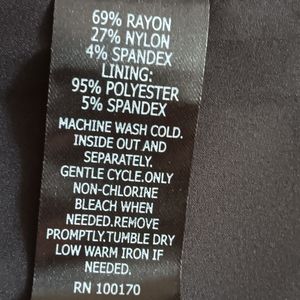 69% RAYON
27% NYLON
4% SPANDEX
LINING:
95% POLYESTER
5% SPANDEX
MACHINE WASH COLD.
INSIDE OUT AND
SEPARATELY.
GENTLE CYCLE.ONLY
NON-CHLORINE
BLEACH WHEN
NEEDED.REMOVE
PROMPTLY.TUMBLE DRY
LOW WARM IRON IF
NEEDED.
RN 100170